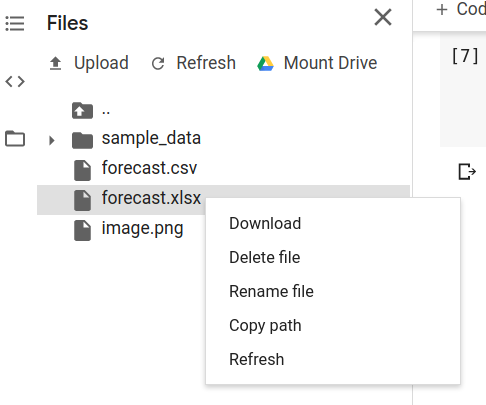 Files
+ Cod
Upload Refresh Mount Drive
[7]
..
sample_data
forecast.csv
forecast.xlsx
image.png
Download
Delete file
Rename file
Copy path
Refresh